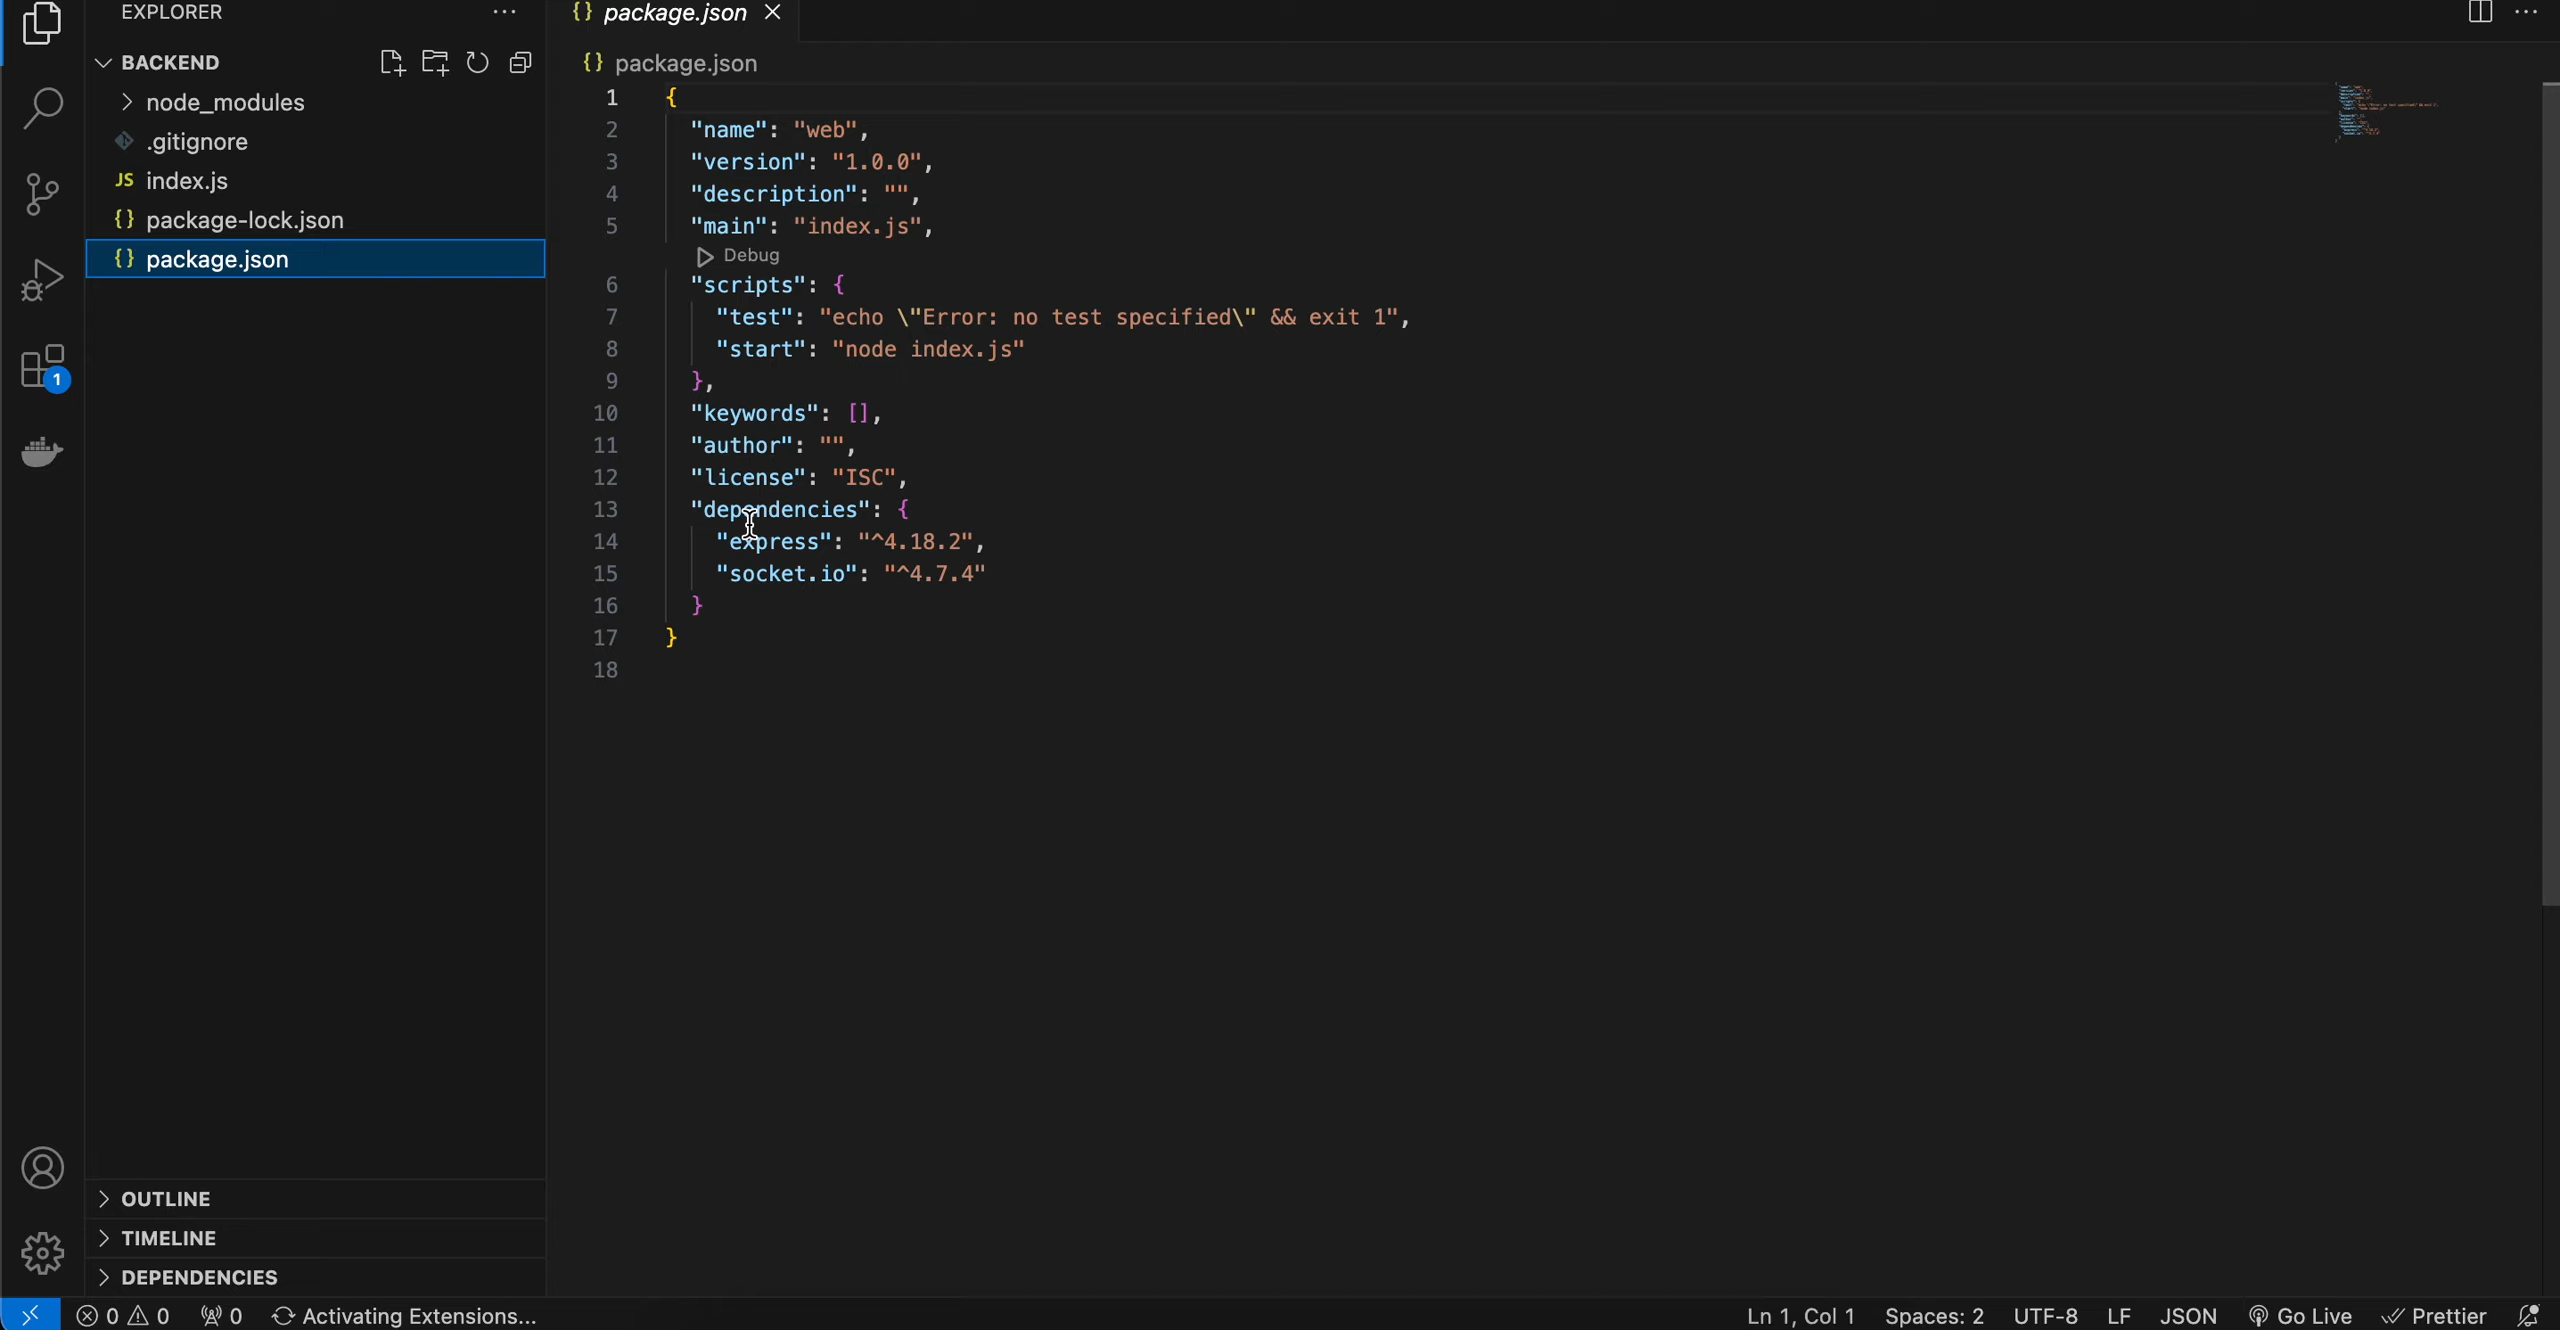 EXPLORER
BACKEND
node_modules
.gitignore
JS index.js
{} package-lock.json
{} package.json
OUTLINE
TIMELINE
DEPENDENCIES
{} package.json
{} package.json
1 {
2 "name": "web",
3 "version": "1.0.0",
4 "description": "",
5 "main": "index.js",
Debug
6 "scripts": {
7 "test": "echo \"Error: no test specified\" && exit 1",
8 "start": "node index.js"
9 },
10 "keywords": [],
11 "author": "",
12 "license": "ISC",
13 "dependencies": {
14 "express": "^4.18.2",
15 "socket.io": "^4.7.4"
16 }
17 }
18
1
0 0 0 Activating Extensions... Ln 1, Col 1 Spaces: 2 UTF-8 LF JSON Go Live Prettier